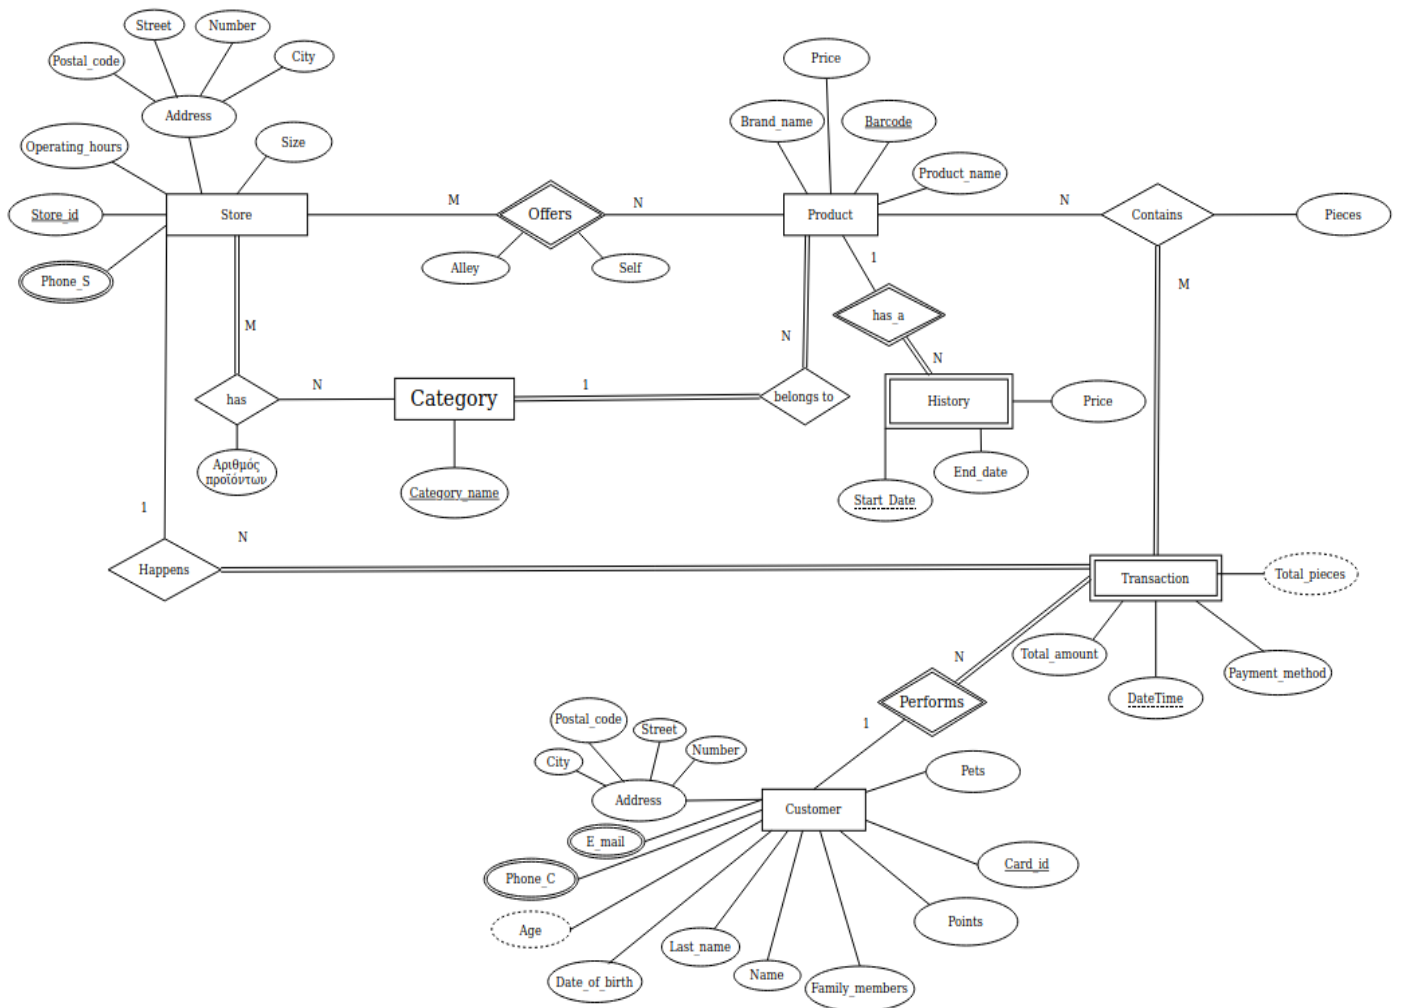 Street
Number
Price
Postal_code
City
Address
Brand_name
Barcode
Operating_hours
Size
Product_name
Store_id
Store
M
Offers
N
Product
N
Contains
Pieces
Phone_S
Alley
Self
1
M
has_a
M
N
N
has
N
Category
1
belongs to
History
Price
Αριθμός
προϊόντων
Category_name
End_date
Start_Date
1
N
Happens
Transaction
Total_pieces
N
Total_amount
Payment_method
DateTime
Performs
1
Postal_code
Street
Number
City
Address
Customer
Pets
E_mail
Card_id
Phone_C
Points
Age
Last_name
Name
Date_of_birth
Family_members